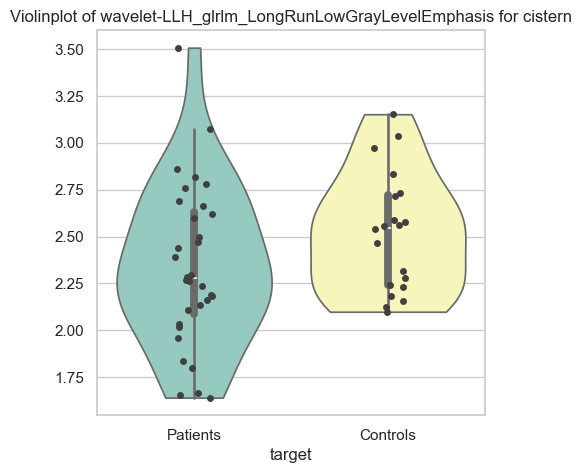 Violinplot of wavelet-LLH_glrlm_LongRunLowGrayLevelEmphasis for cistern
3.50
3.25
3.00
2.75
2.50
2.25
2.00
1.75
Patients
Controls
target